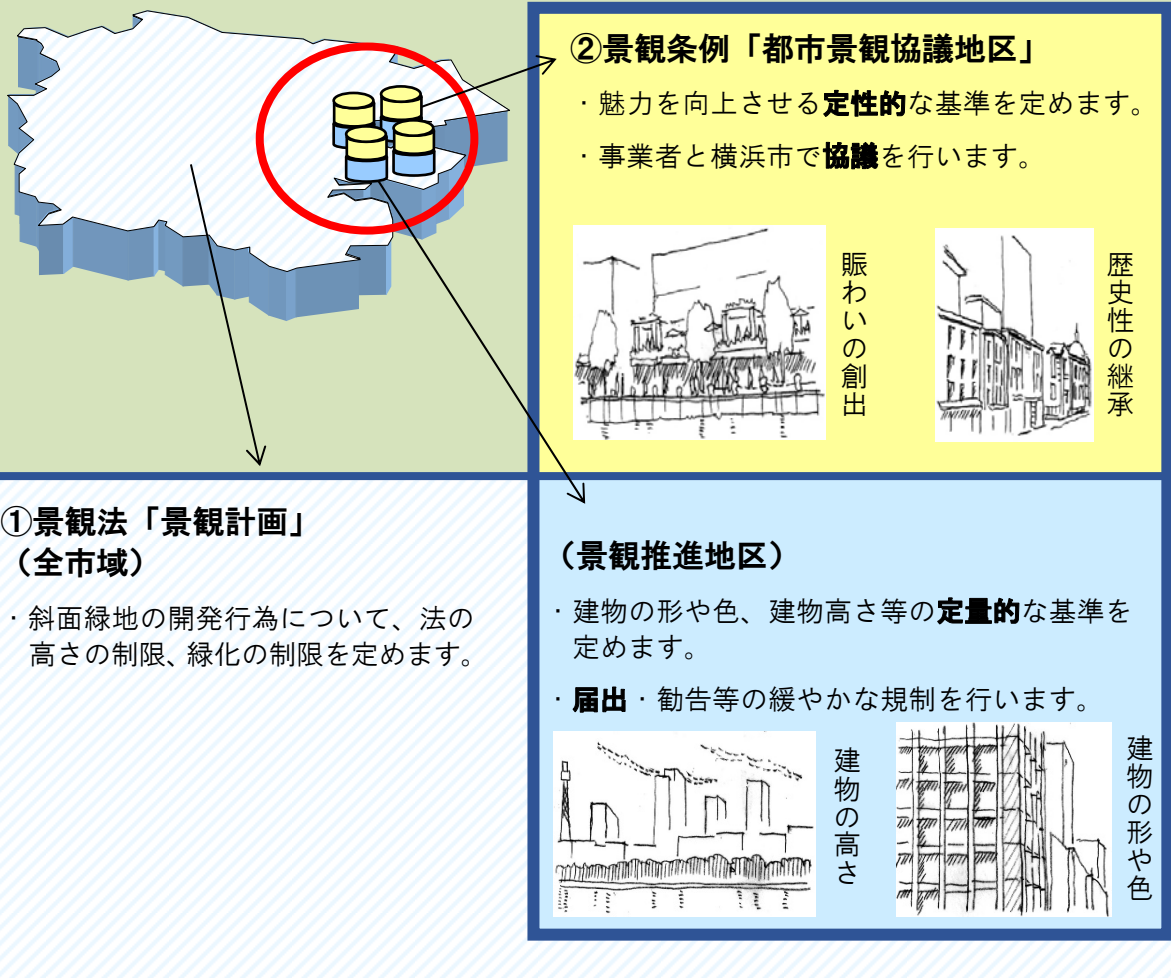 ②景観条例「都市景観協議地区」
・魅力を向上させる定性的な基準を定めます。
・事業者と横浜市で協議を行います。
賑わいの創出
歴史性の継承
①景観法「景観計画」
（全市域）
・斜面緑地の開発行為について、法の
高さの制限、緑化の制限を定めます。
（景観推進地区）
・建物の形や色、建物高さ等の定量的な基準を
定めます。
・届出・勧告等の緩やかな規制を行います。
建物の高さ
建物の形や色